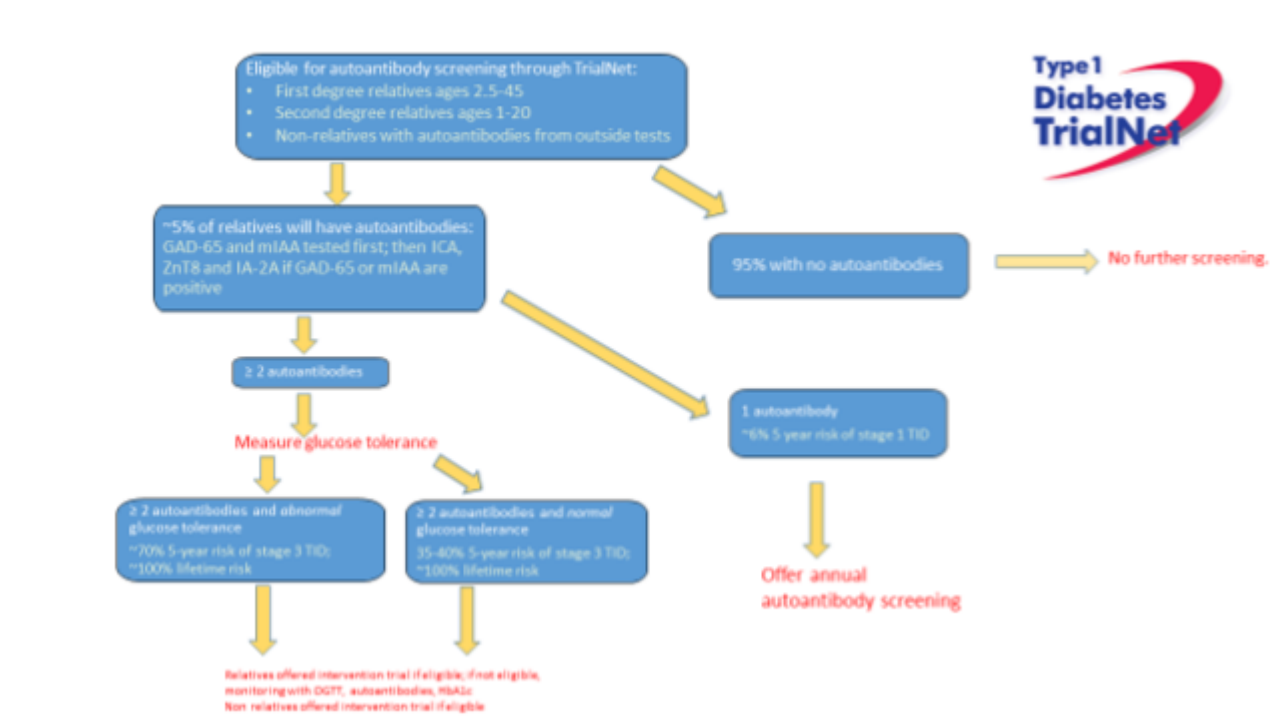 Eligible for autoantibody screening through TrialNet:
• First degree relatives ages 2.5-45
• Second degree relatives ages 1-20
• Non-relatives with autoantibodies from outside tests
Type 1
Diabetes
TrialNet
~5% of relatives will have autoantibodies:
GAD-65 and mIAA tested first; then ICA,
ZnT8 and IA-2A if GAD-65 or mIAA are
positive
95% with no autoantibodies
No further screening.
≥ 2 autoantibodies
1 autoantibody
~6% 5 year risk of stage 1 TID
Measure glucose tolerance
≥ 2 autoantibodies and abnormal
glucose tolerance
~70% 5-year risk of stage 3 TID;
~100% lifetime risk
≥ 2 autoantibodies and normal
glucose tolerance
35-40% 5-year risk of stage 3 TID;
~100% lifetime risk
Offer annual
autoantibody screening
Relatives offered intervention trial if eligible; if not eligible,
monitoring with OGTT, autoantibodies, HbA1c
Non relatives offered intervention trial if eligible